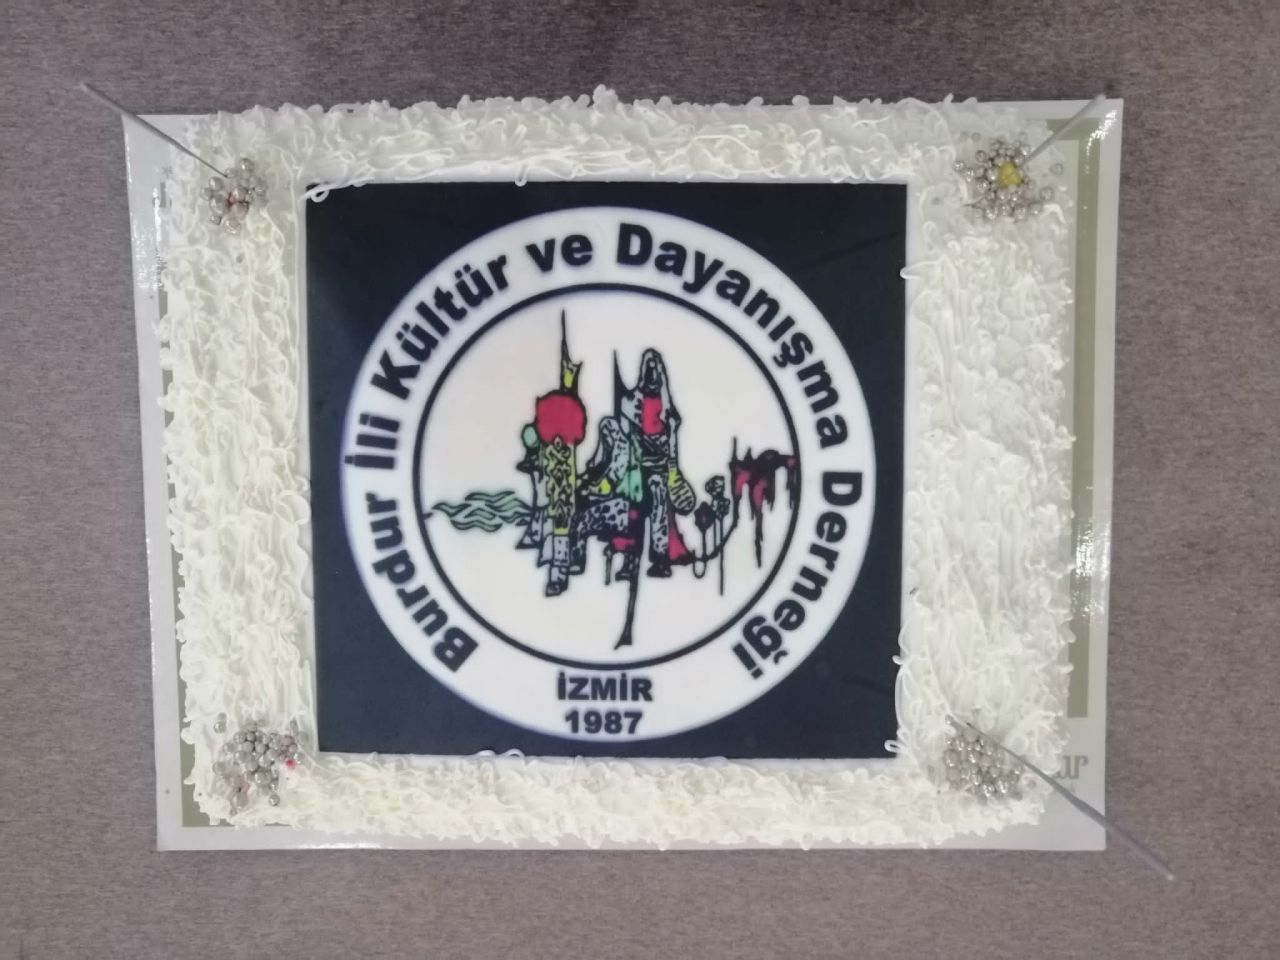 Burdur İli Kültür ve Dayanışma Derneği
İZMİR
1987